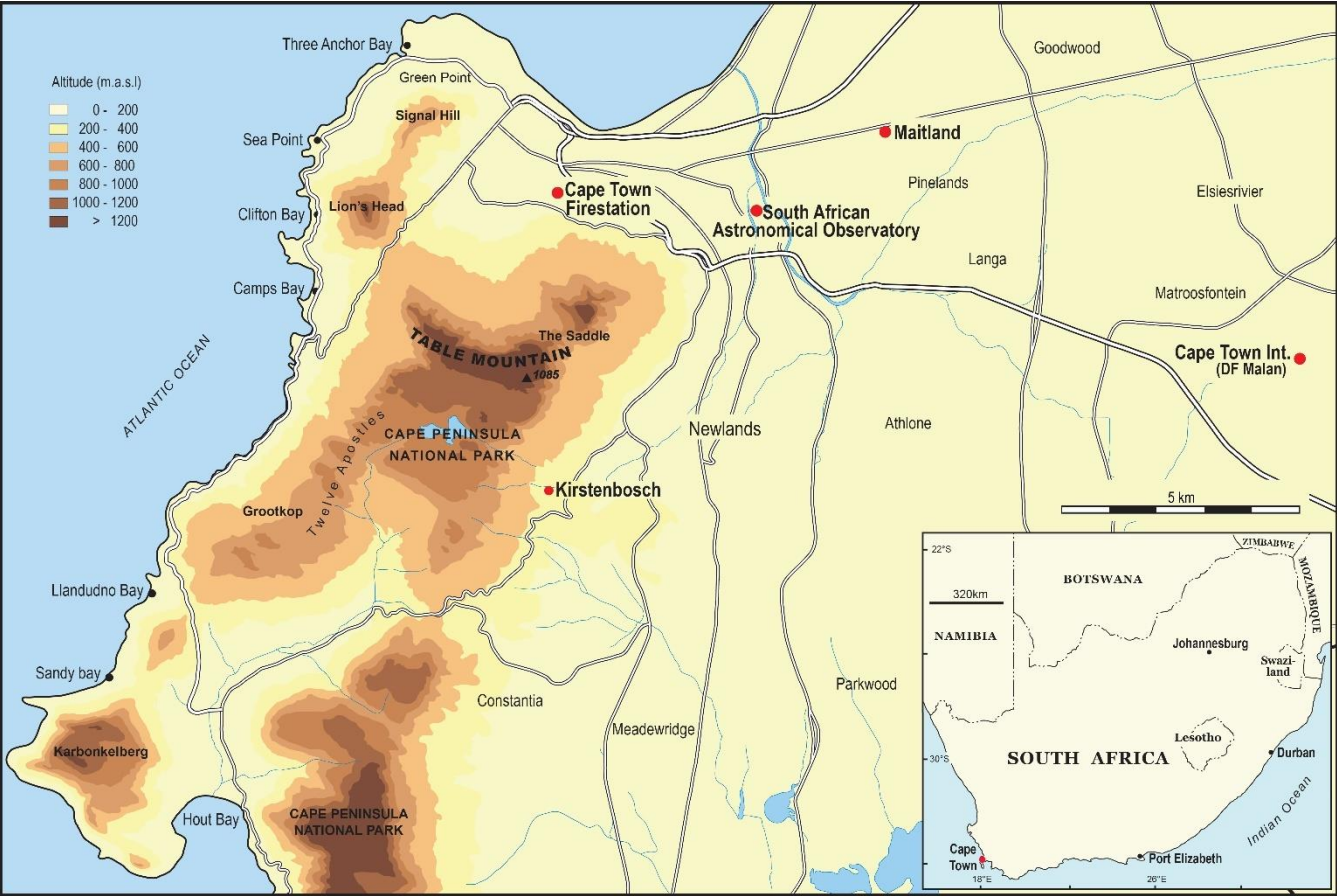 Three Anchor Bay
Green Point
Goodwood
Altitude (m.a.s.l)
0 - 200
200 - 400
400 - 600
600 - 800
800 - 1000
1000 - 1200
> 1200
Signal Hill
Sea Point
Maitland
Cape Town
Firestation
Pinelands
Elsiesrivier
Lion's Head
Clifton Bay
South African
Astronomical Observatory
Langa
Camps Bay
Matroosfontein
The Saddle
TABLE MOUNTAIN
1085
Cape Town Int.
(DF Malan)
ATLANTIC OCEAN
Twelve Apostles
CAPE PENINSULA
NATIONAL PARK
Newlands
Athlone
Kirstenbosch
Grootkop
5 km
Llandudno Bay
Sandy bay
Constantia
Parkwood
Meadewridge
Karbonkelberg
Hout Bay
CAPE PENINSULA
NATIONAL PARK
22°S
ZIMBABWE
MOZAMBIQUE
BOTSWANA
320km
NAMIBIA
Johannesburg
Swazi-
land
Lesotho
SOUTH AFRICA
Durban
30°S
Indian Ocean
Cape
Town
Port Elizabeth
18°E
26°E